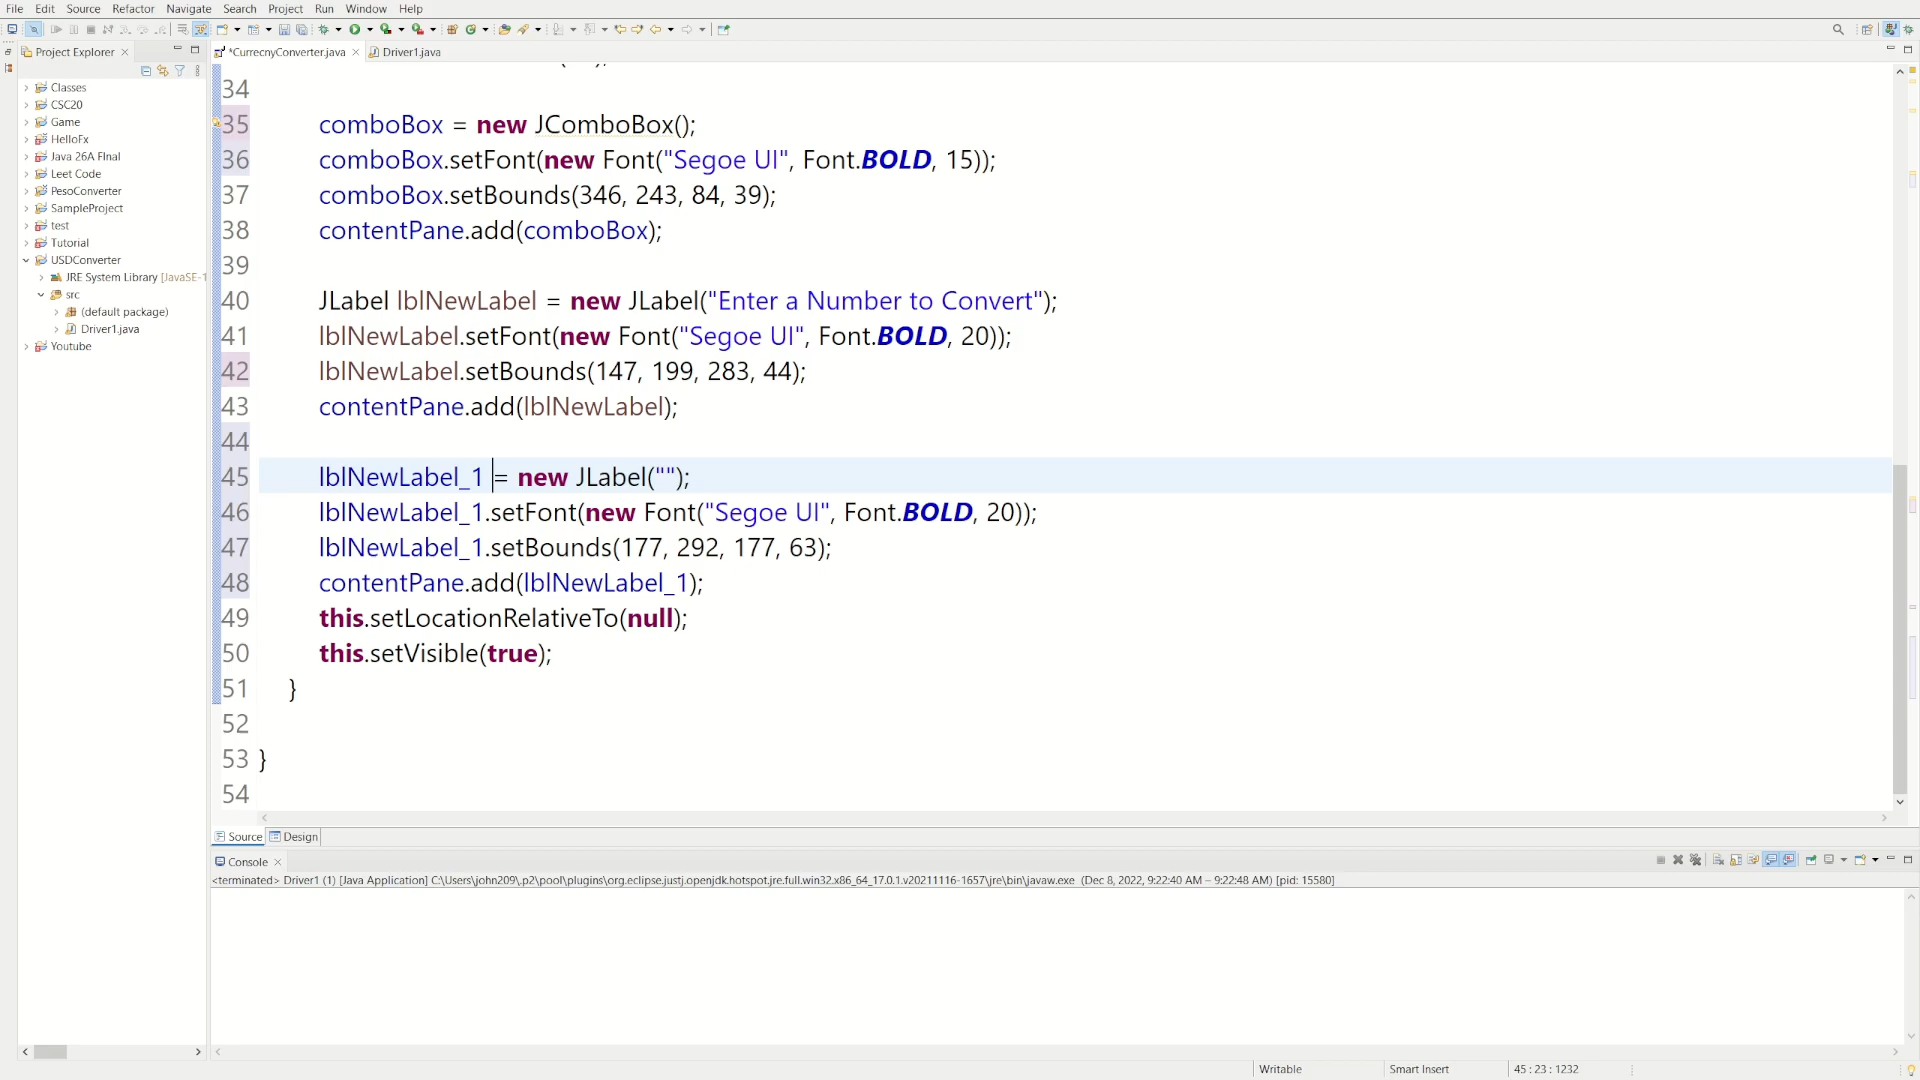 File Edit Source Refactor Navigate Search Project Run Window Help
Project Explorer
*CurrecnyConverter.java Driver1.java
Classes
CSC20
Game
HelloFx
Java 26A FInal
Leet Code
PesoConverter
SampleProject
test
Tutorial
USDConverter
JRE System Library [JavaSE-1
src
(default package)
Driver1.java
Youtube
34
35 comboBox = new JComboBox();
36 comboBox.setFont(new Font("Segoe UI", Font.BOLD, 15));
37 comboBox.setBounds(346, 243, 84, 39);
38 contentPane.add(comboBox);
39
40 JLabel lblNewLabel = new JLabel("Enter a Number to Convert");
41 lblNewLabel.setFont(new Font("Segoe UI", Font.BOLD, 20));
42 lblNewLabel.setBounds(147, 199, 283, 44);
43 contentPane.add(lblNewLabel);
44
45 lblNewLabel_1 = new JLabel("");
46 lblNewLabel_1.setFont(new Font("Segoe UI", Font.BOLD, 20));
47 lblNewLabel_1.setBounds(177, 292, 177, 63);
48 contentPane.add(lblNewLabel_1);
49 this.setLocationRelativeTo(null);
50 this.setVisible(true);
51 }
52
53 }
54
Source Design
Console
<terminated> Driver1 (1) [Java Application] C:\Users\john209\.p2\pool\plugins\org.eclipse.justj.openjdk.hotspot.jre.full.win32.x86_64_17.0.1.v20211116-1657\jre\bin\javaw.exe (Dec 8, 2022, 9:22:40 AM – 9:22:48 AM) [pid: 15580]
Writable Smart Insert 45 : 23 : 1232